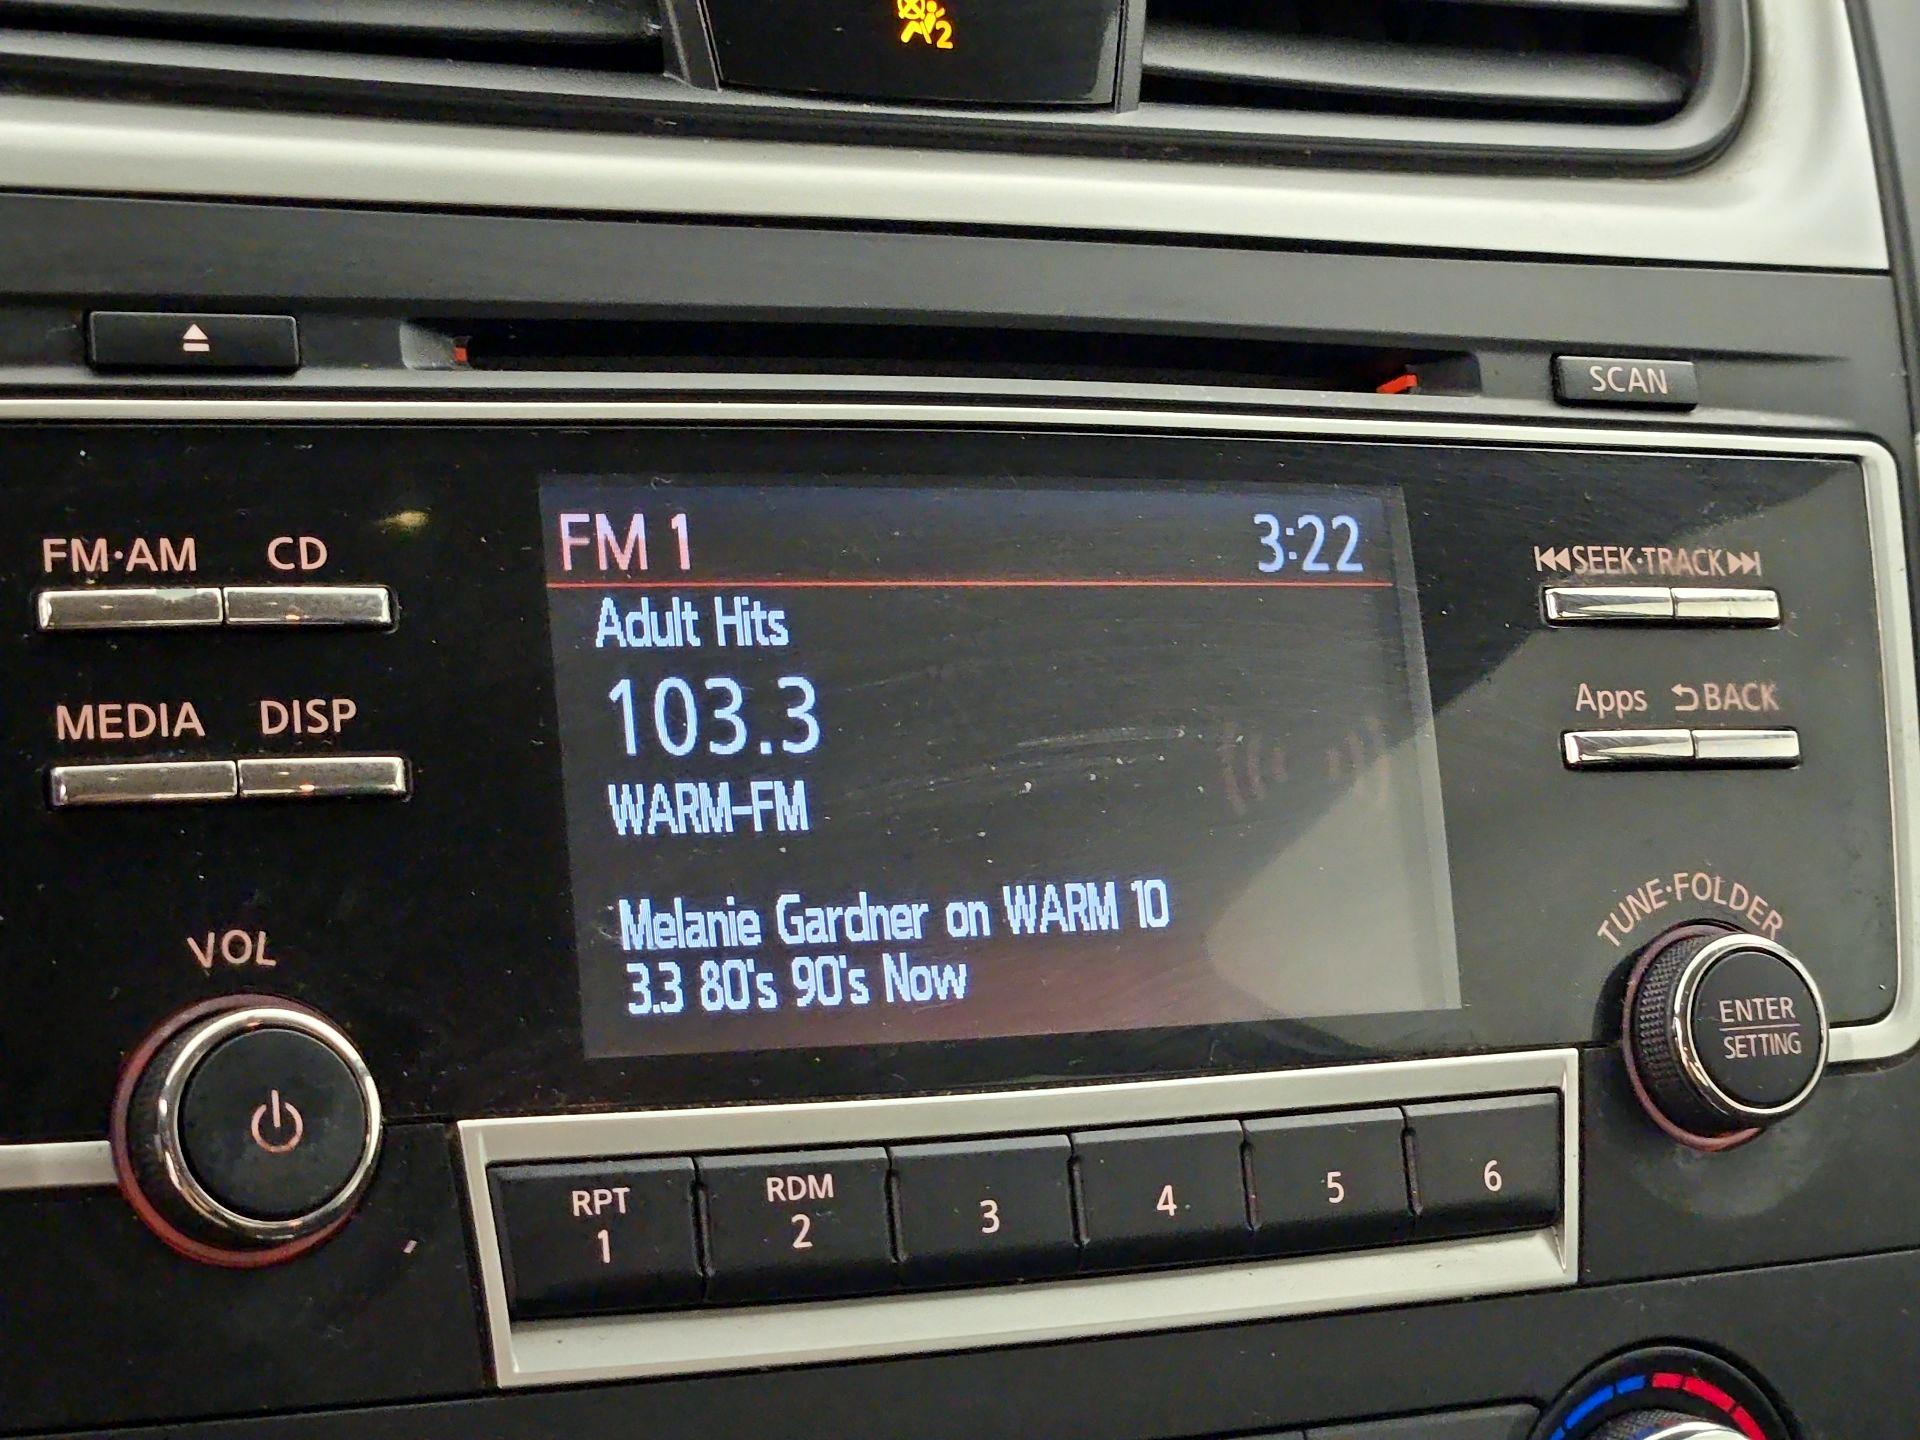 2
SCAN
FM·AM CD
MEDIA DISP
VOL
FM 1 3:22
Adult Hits
103.3
WARM-FM
Melanie Gardner on WARM 10
3.3 80's 90's Now
SEEK·TRACK
Apps BACK
TUNE·FOLDER
ENTER
SETTING
RPT
1
RDM
2
3
4
5
6